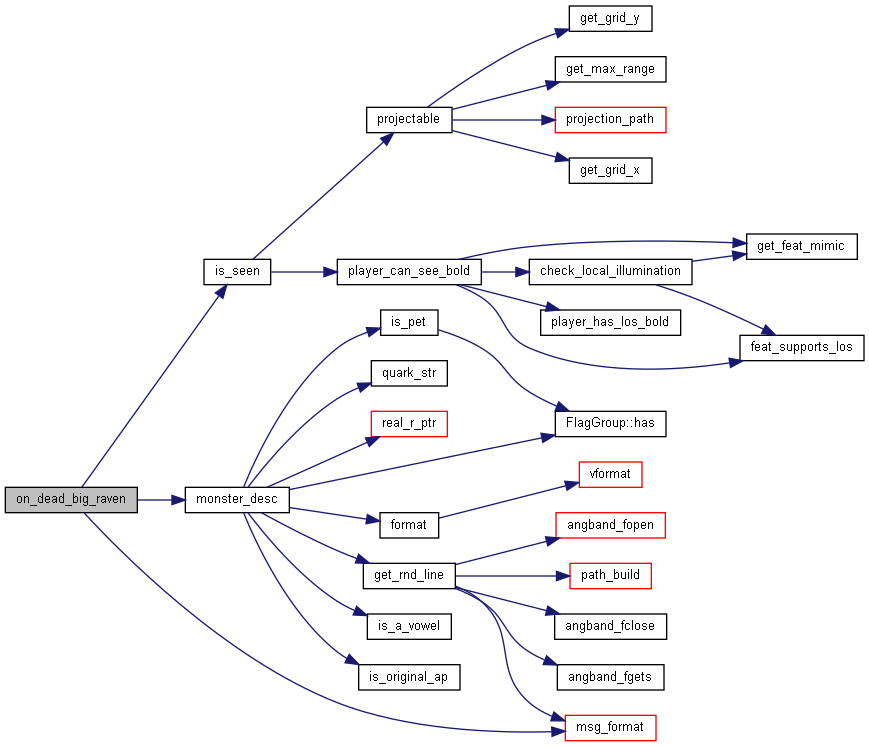 get_grid_y
get_max_range
projectable
projection_path
get_grid_x
get_feat_mimic
is_seen
player_can_see_bold
check_local_illumination
is_pet
player_has_los_bold
feat_supports_los
quark_str
real_r_ptr
FlagGroup::has
vformat
on_dead_big_raven
monster_desc
format
angband_fopen
get_rnd_line
path_build
is_a_vowel
angband_fclose
is_original_ap
angband_fgets
msg_format